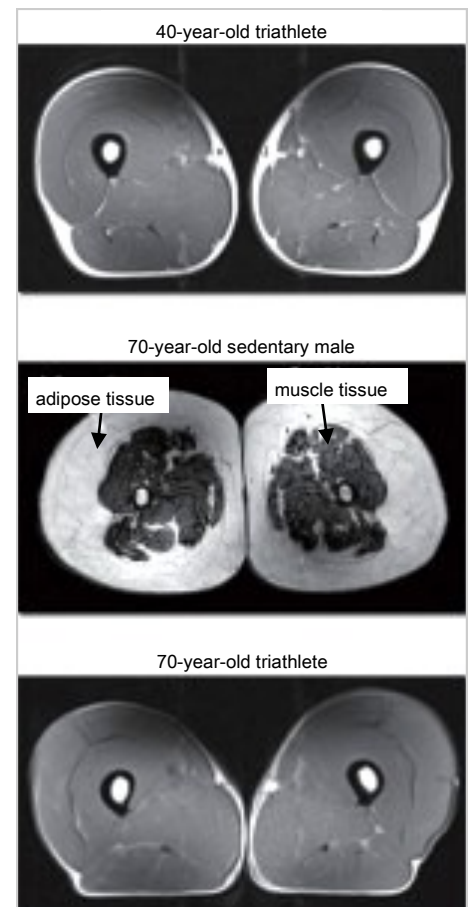 40-year-old triathlete
70-year-old sedentary male
adipose tissue
muscle tissue
70-year-old triathlete